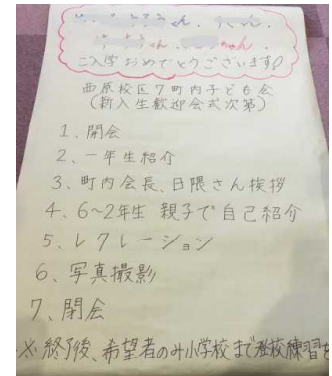 ちゃん
ご入学おめでとうございます!
西原校区7町内子ども会
(新入生歓迎会式次第)
1、開会
2、一年生紹介
3、町内会長、日隈さん挨拶
4、6~2年生 親子で自己紹介
5、レクレーション
6、写真撮影
7、閉会
※終了後、希望者のみ小学校まで登校練習を